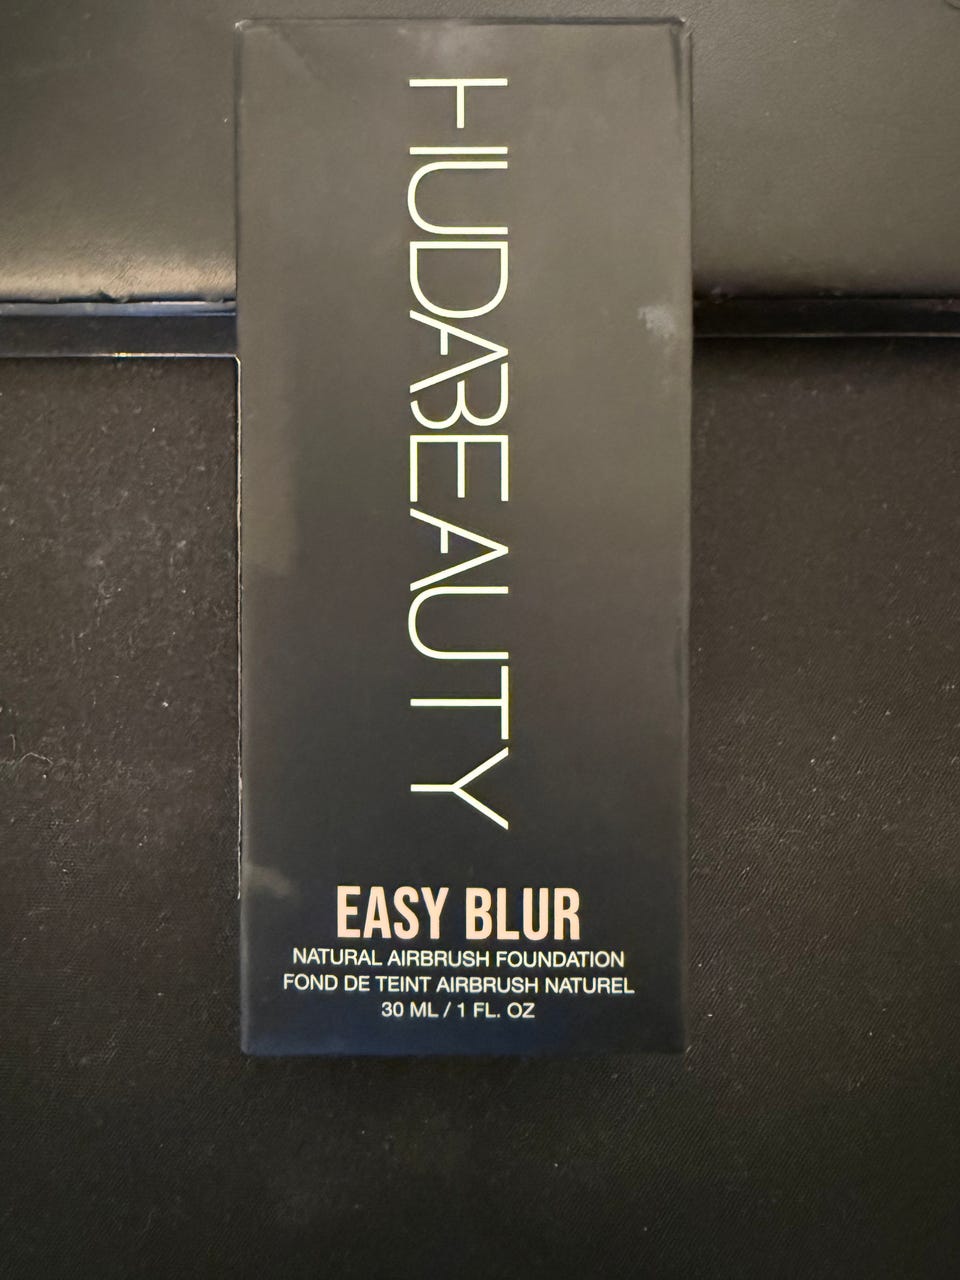 HUDABEAUTY
EASY BLUR
NATURAL AIRBRUSH FOUNDATION
FOND DE TEINT AIRBRUSH NATUREL
30 ML / 1 FL. OZ